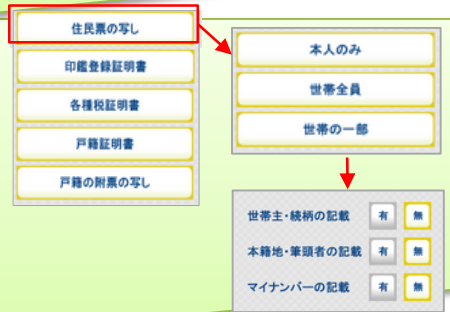 住民票の写し
印鑑登録証明書
各種税証明書
戸籍証明書
戸籍の附票の写し
本人のみ
世帯全員
世帯の一部
世帯主・続柄の記載 有 無
本籍地・筆頭者の記載 有 無
マイナンバーの記載 有 無